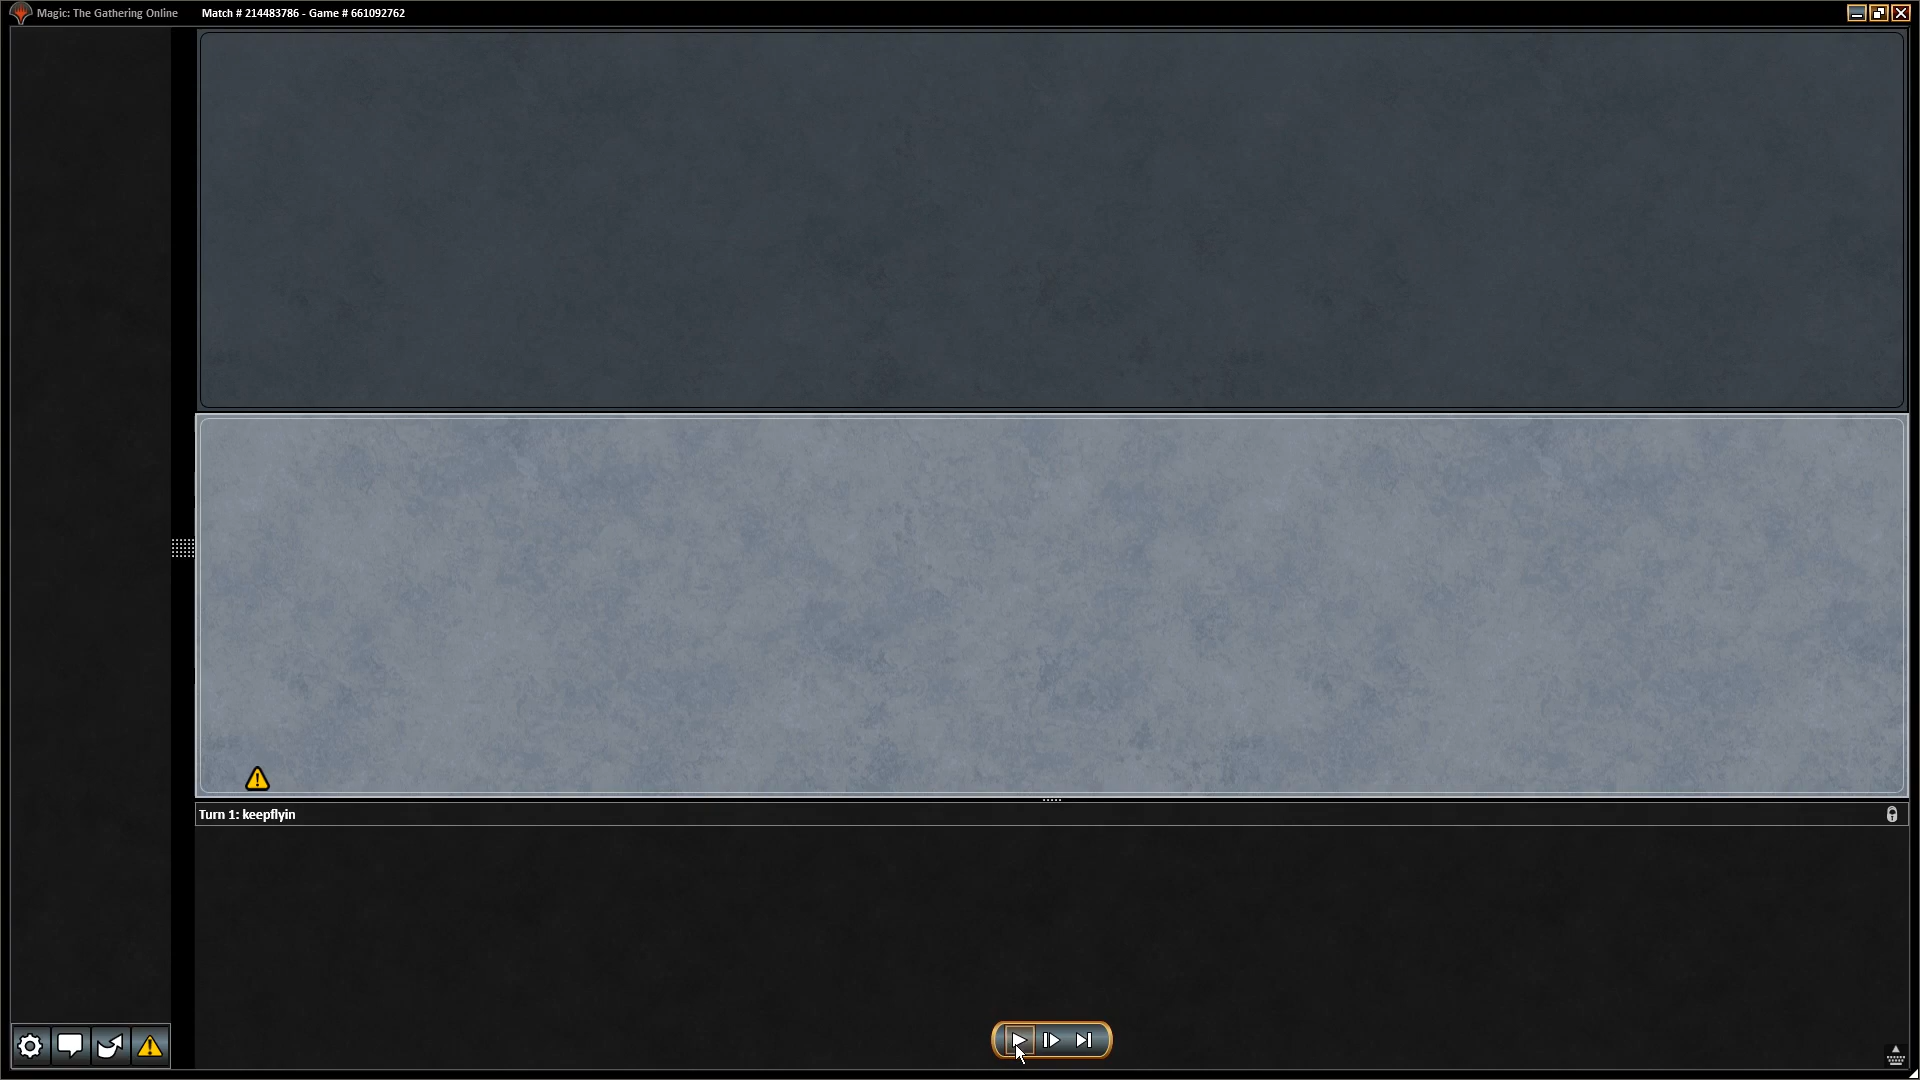 Magic: The Gathering Online
Match # 214483786 - Game # 661092762
Turn 1: keepflyin